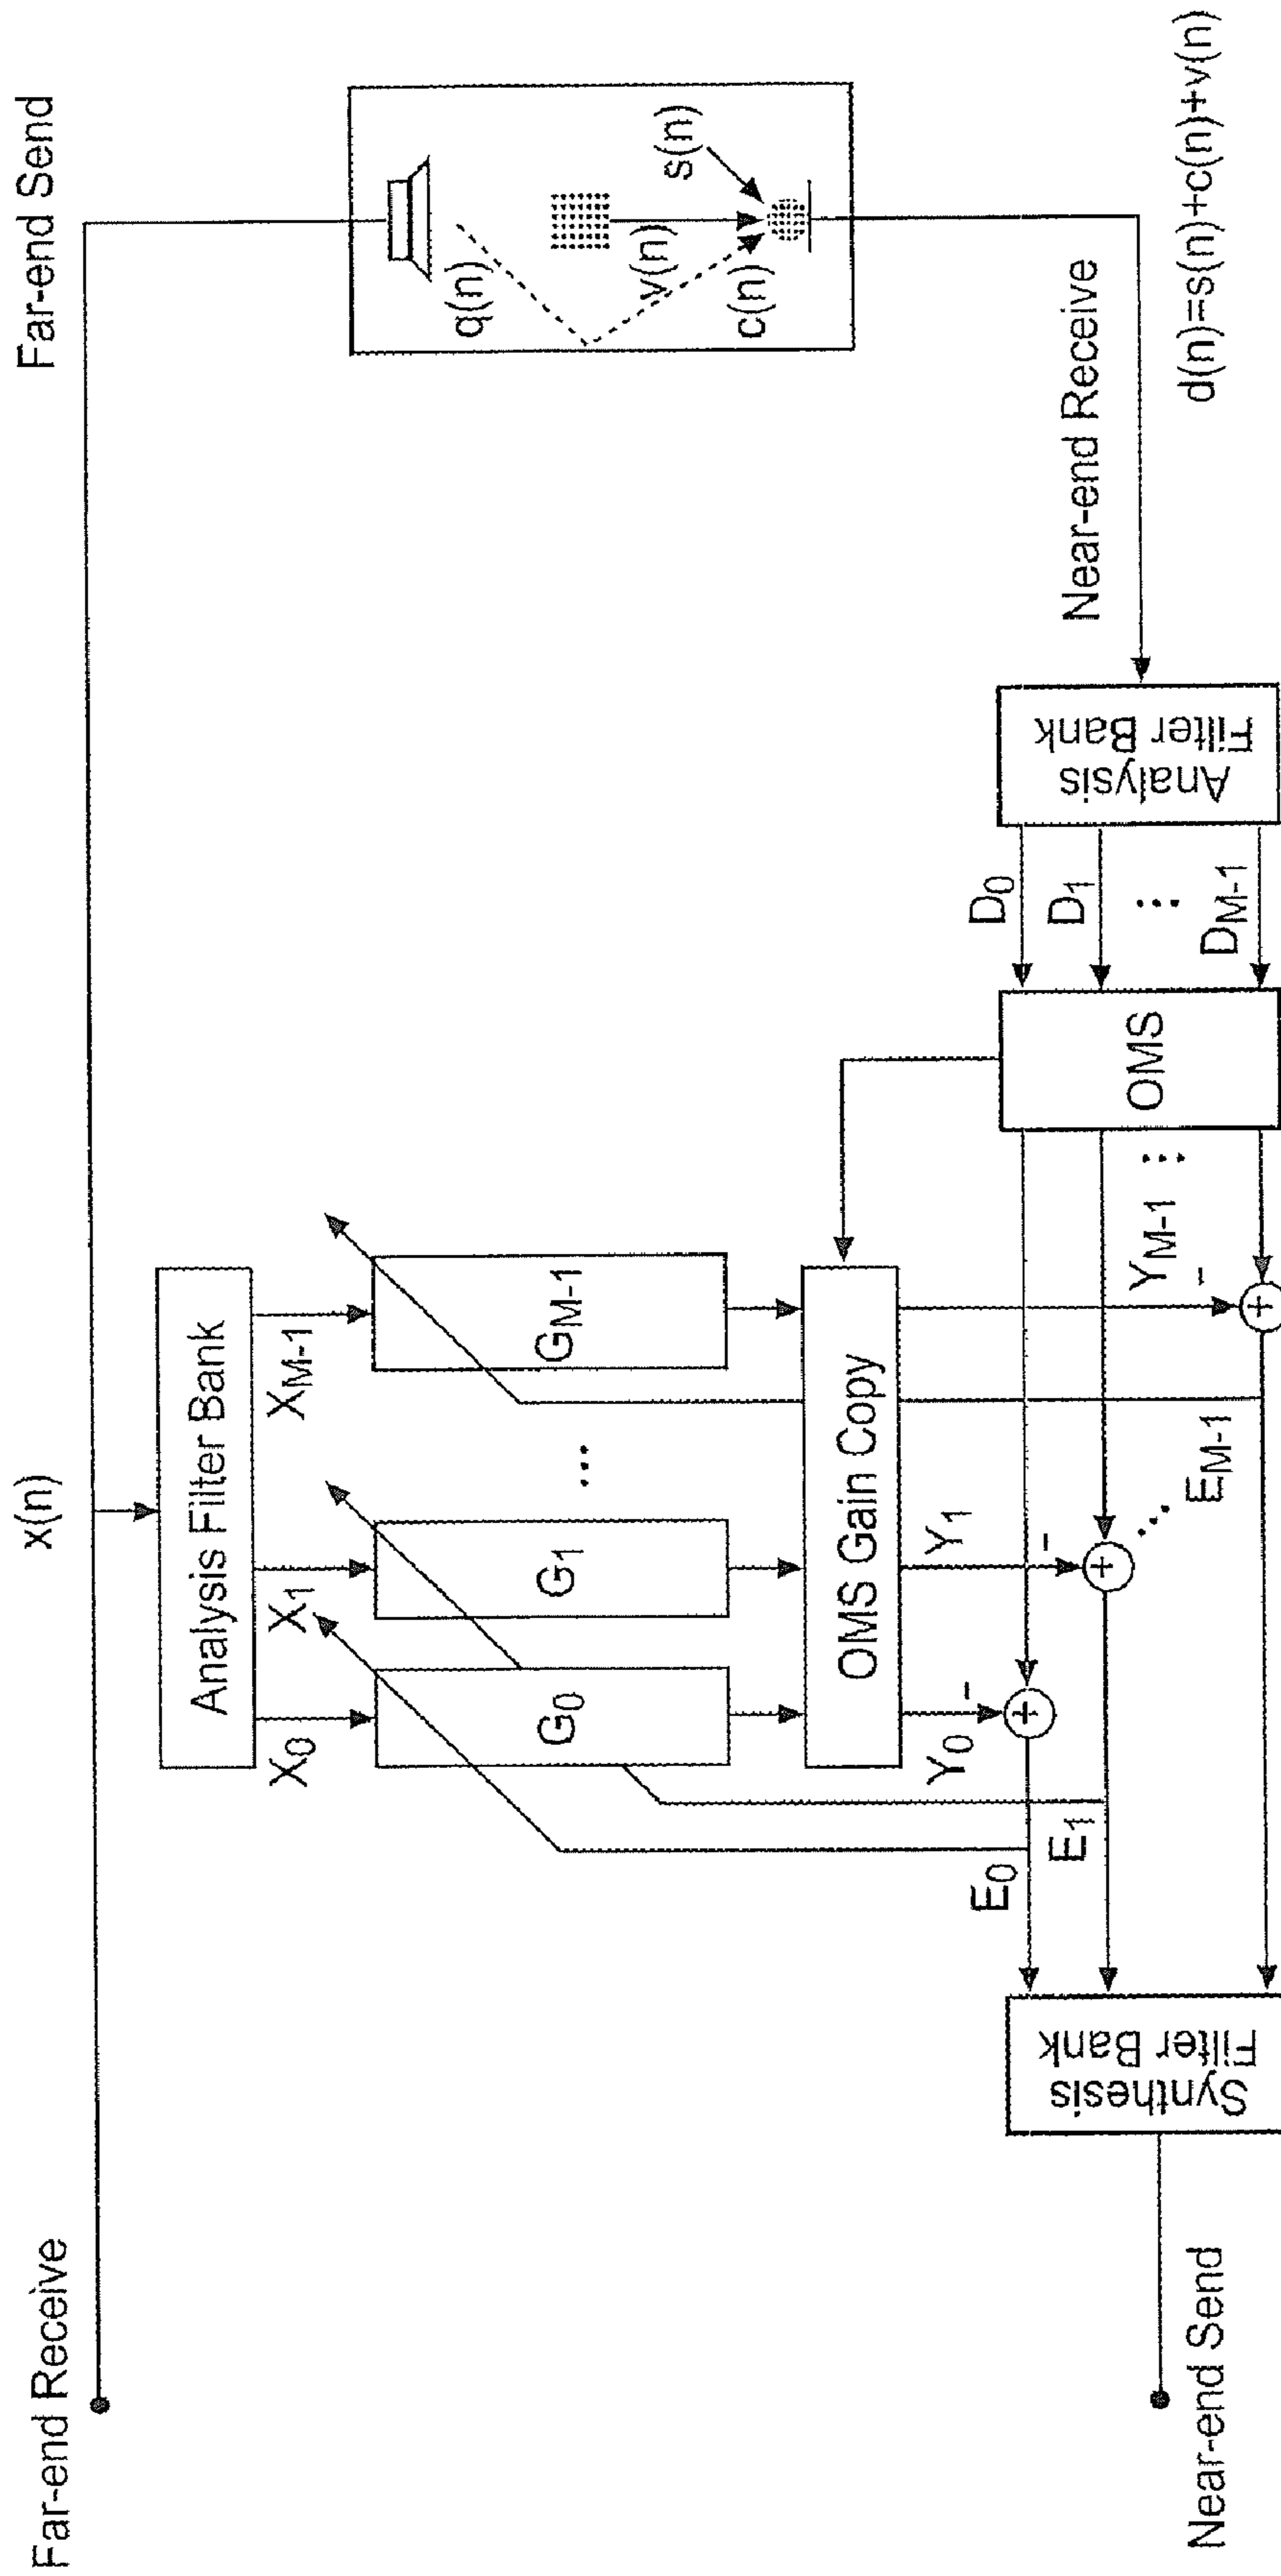 Far-end Receive
x(n)
Far-end Send
Analysis Filter Bank
X0
X1
XM-1
G0
G1
...
GM-1
OMS Gain Copy
q(n)
v(n)
c(n)
s(n)
Y0
-
+
Y1
-
+
YM-1
-
+
...
...
E0
E1
EM-1
OMS
D0
D1
...
DM-1
Analysis
Filter Bank
Near-end Receive
d(n)=s(n)+c(n)+v(n)
Synthesis
Filter Bank
Near-end Send